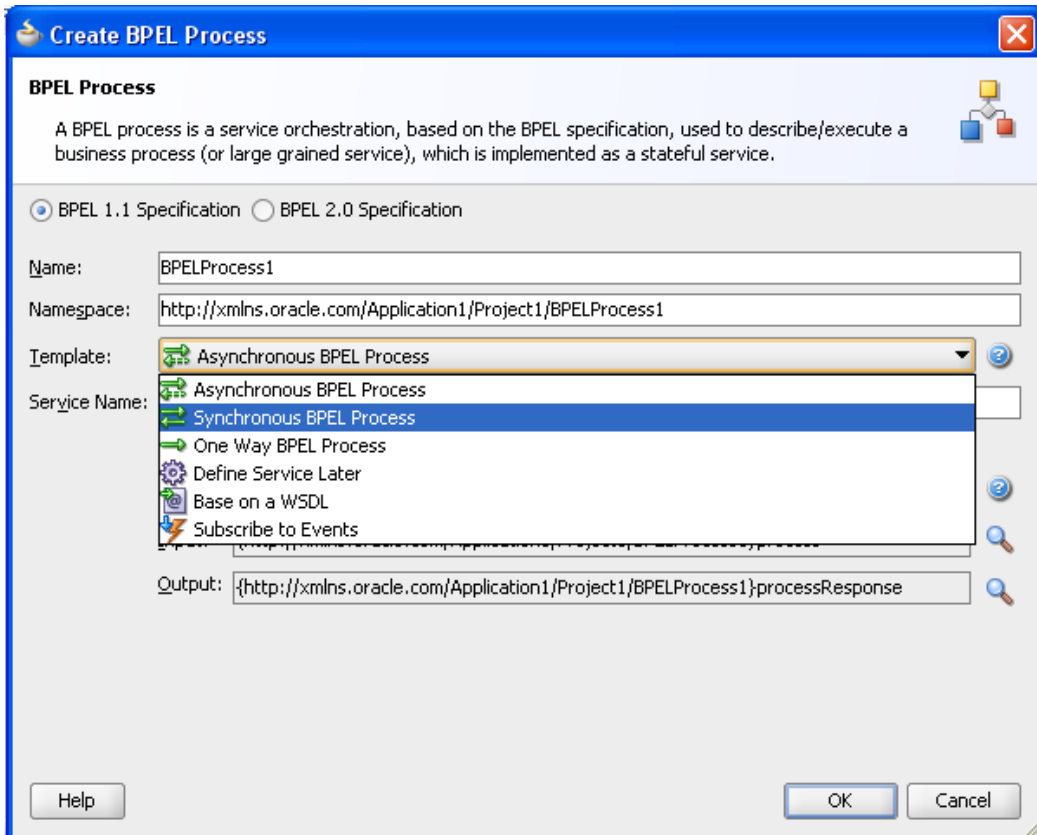 Create BPEL Process
BPEL Process
A BPEL process is a service orchestration, based on the BPEL specification, used to describe/execute a
business process (or large grained service), which is implemented as a stateful service.
BPEL 1.1 Specification BPEL 2.0 Specification
Name: BPELProcess1
Namespace: http://xmlns.oracle.com/Application1/Project1/BPELProcess1
Template: Asynchronous BPEL Process
Asynchronous BPEL Process
Service Name:
Synchronous BPEL Process
One Way BPEL Process
Define Service Later
Base on a WSDL
Subscribe to Events
Output: {http://xmlns.oracle.com/Application1/Project1/BPELProcess1}processResponse
Help OK Cancel